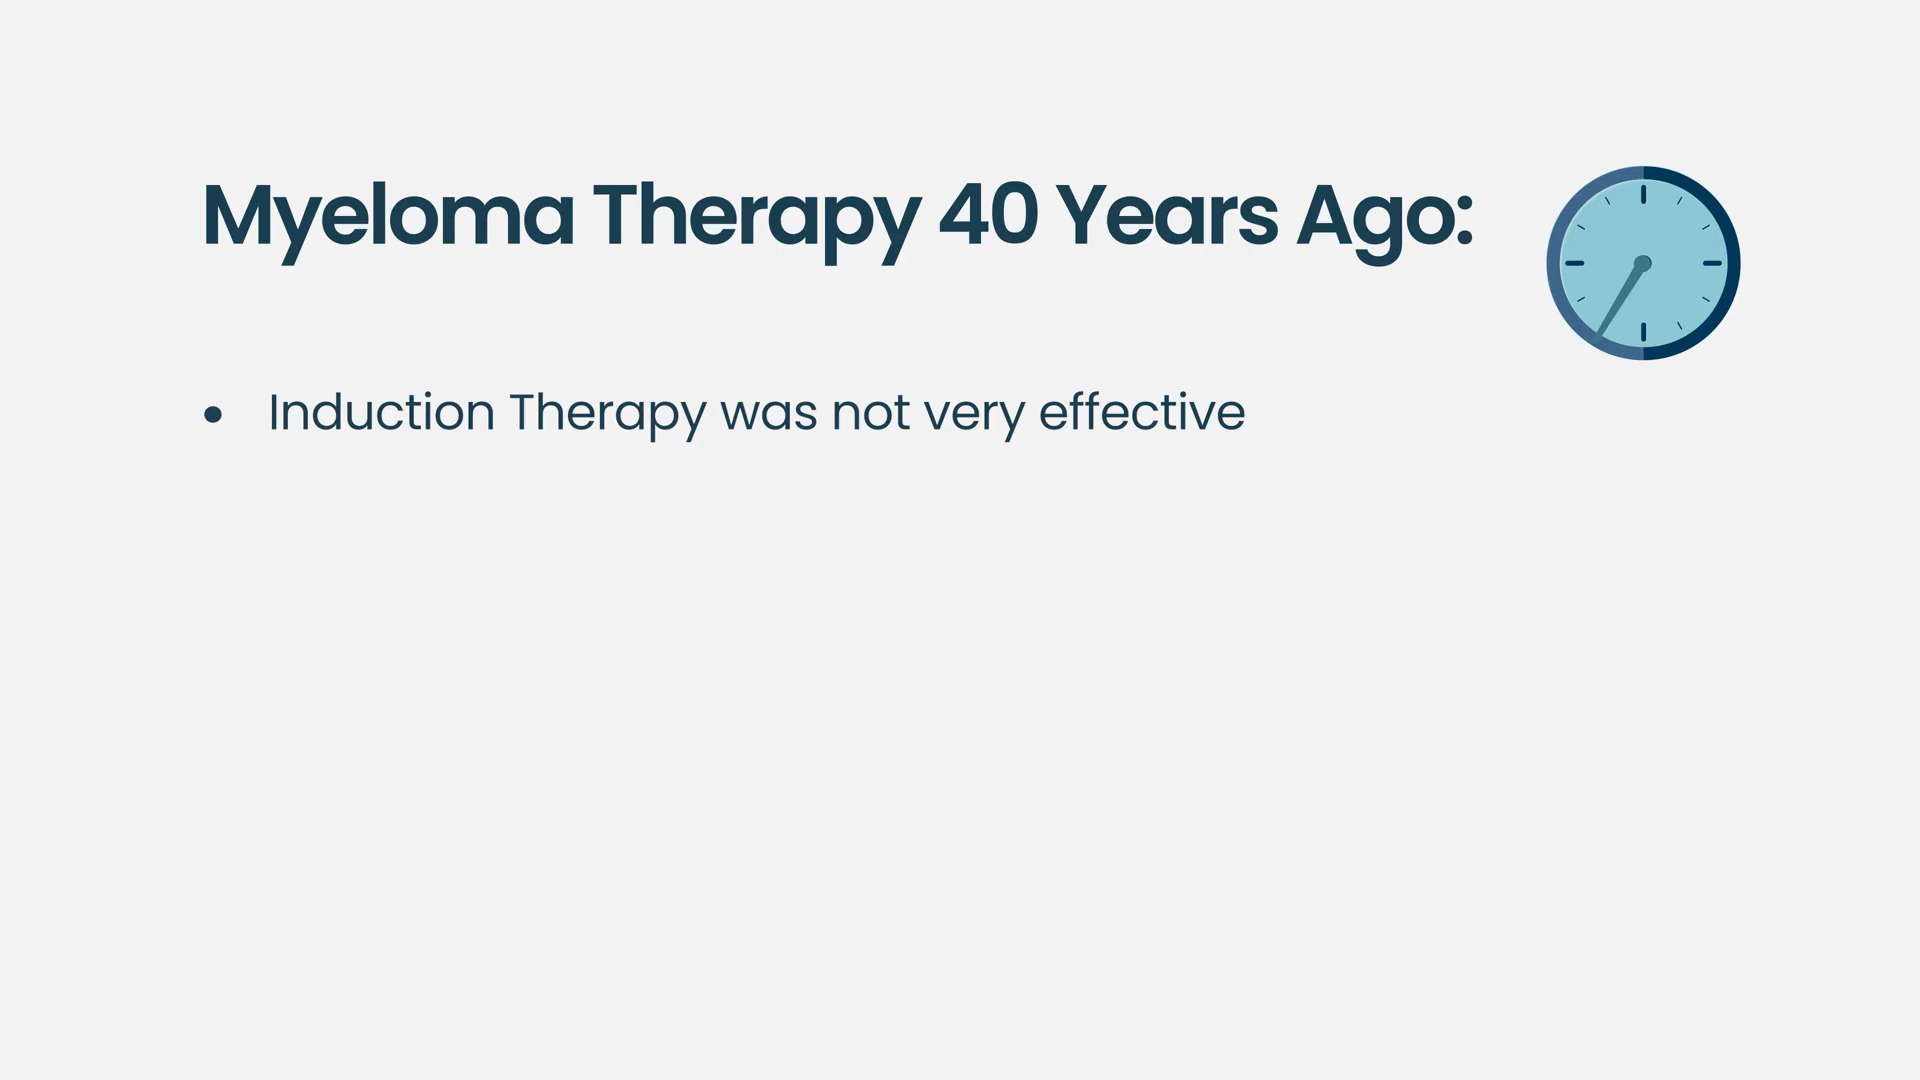 Myeloma Therapy 40 Years Ago:
• Induction Therapy was not very effective